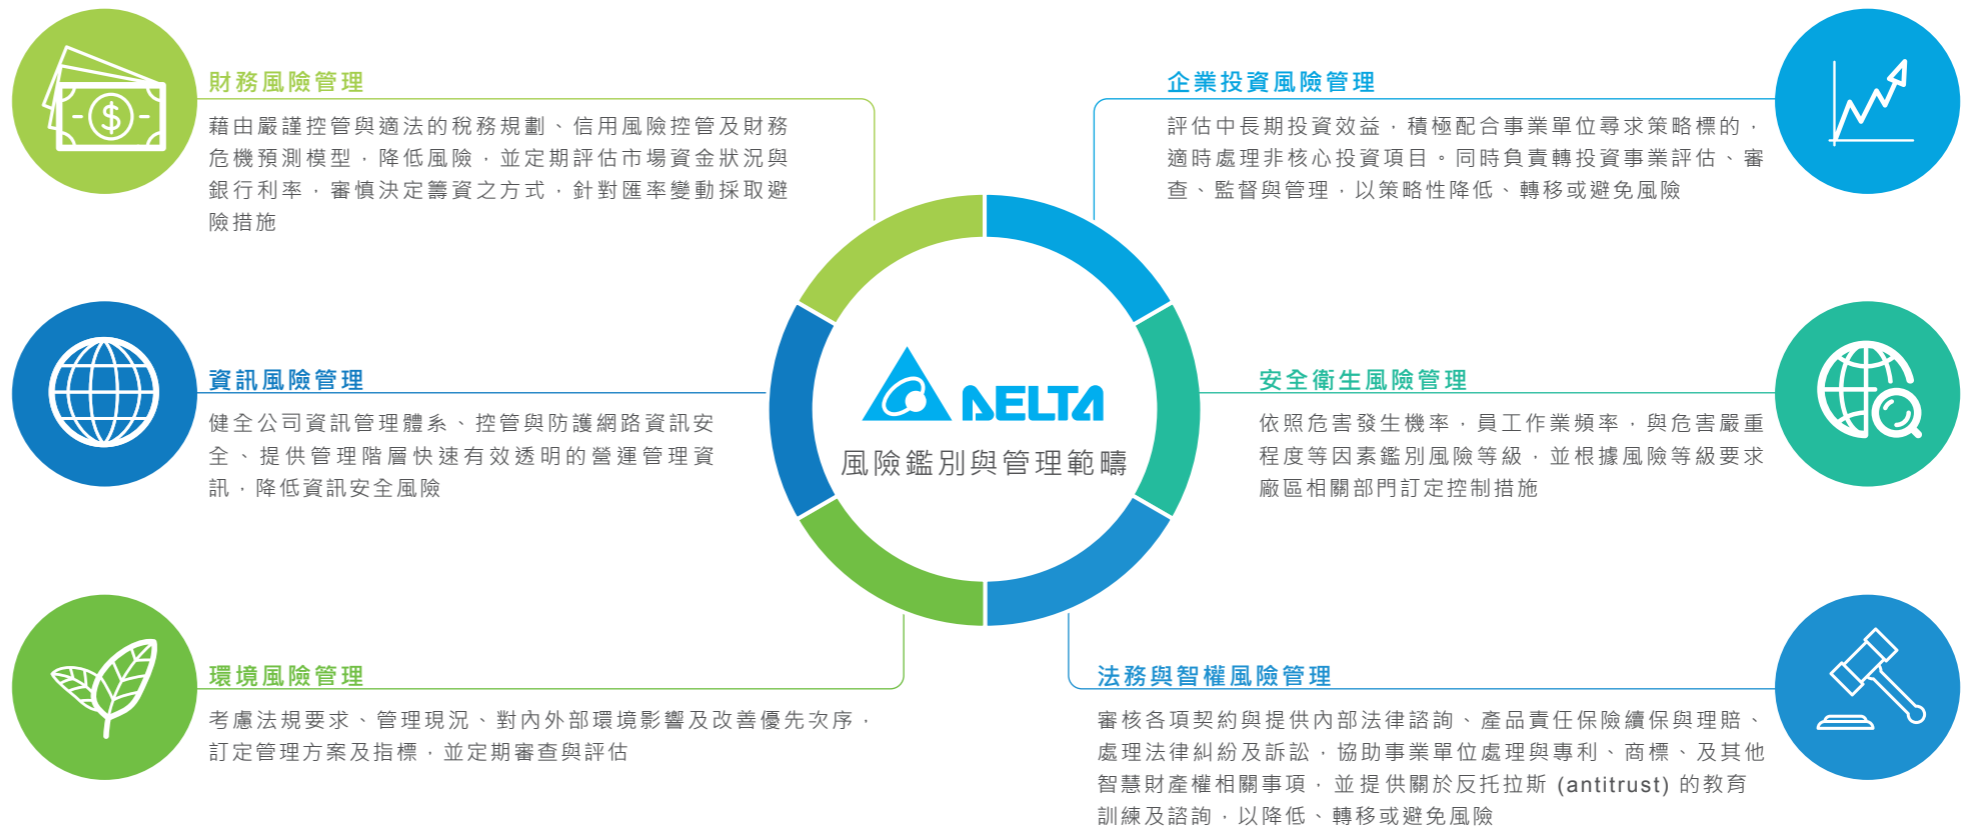 財務風險管理
藉由嚴謹控管與適法的稅務規劃、信用風險控管及財務
危機預測模型，降低風險，並定期評估市場資金狀況與
銀行利率，審慎決定籌資之方式，針對匯率變動採取避
險措施
企業投資風險管理
評估中長期投資效益，積極配合事業單位尋求策略標的，
適時處理非核心投資項目。同時負責轉投資事業評估、審
查、監督與管理，以策略性降低、轉移或避免風險
資訊風險管理
健全公司資訊管理體系、控管與防護網路資訊安
全、提供管理階層快速有效透明的營運管理資
訊，降低資訊安全風險
DELTA
風險鑑別與管理範疇
安全衛生風險管理
依照危害發生機率，員工作業頻率，與危害嚴重
程度等因素鑑別風險等級，並根據風險等級要求
廠區相關部門訂定控制措施
環境風險管理
考慮法規要求、管理現況、對內外部環境影響及改善優先次序，
訂定管理方案及指標，並定期審查與評估
法務與智權風險管理
審核各項契約與提供內部法律諮詢、產品責任保險續保與理賠、
處理法律糾紛及訴訟，協助事業單位處理與專利、商標、及其他
智慧財產權相關事項，並提供關於反托拉斯 (antitrust) 的教育
訓練及諮詢，以降低、轉移或避免風險
$